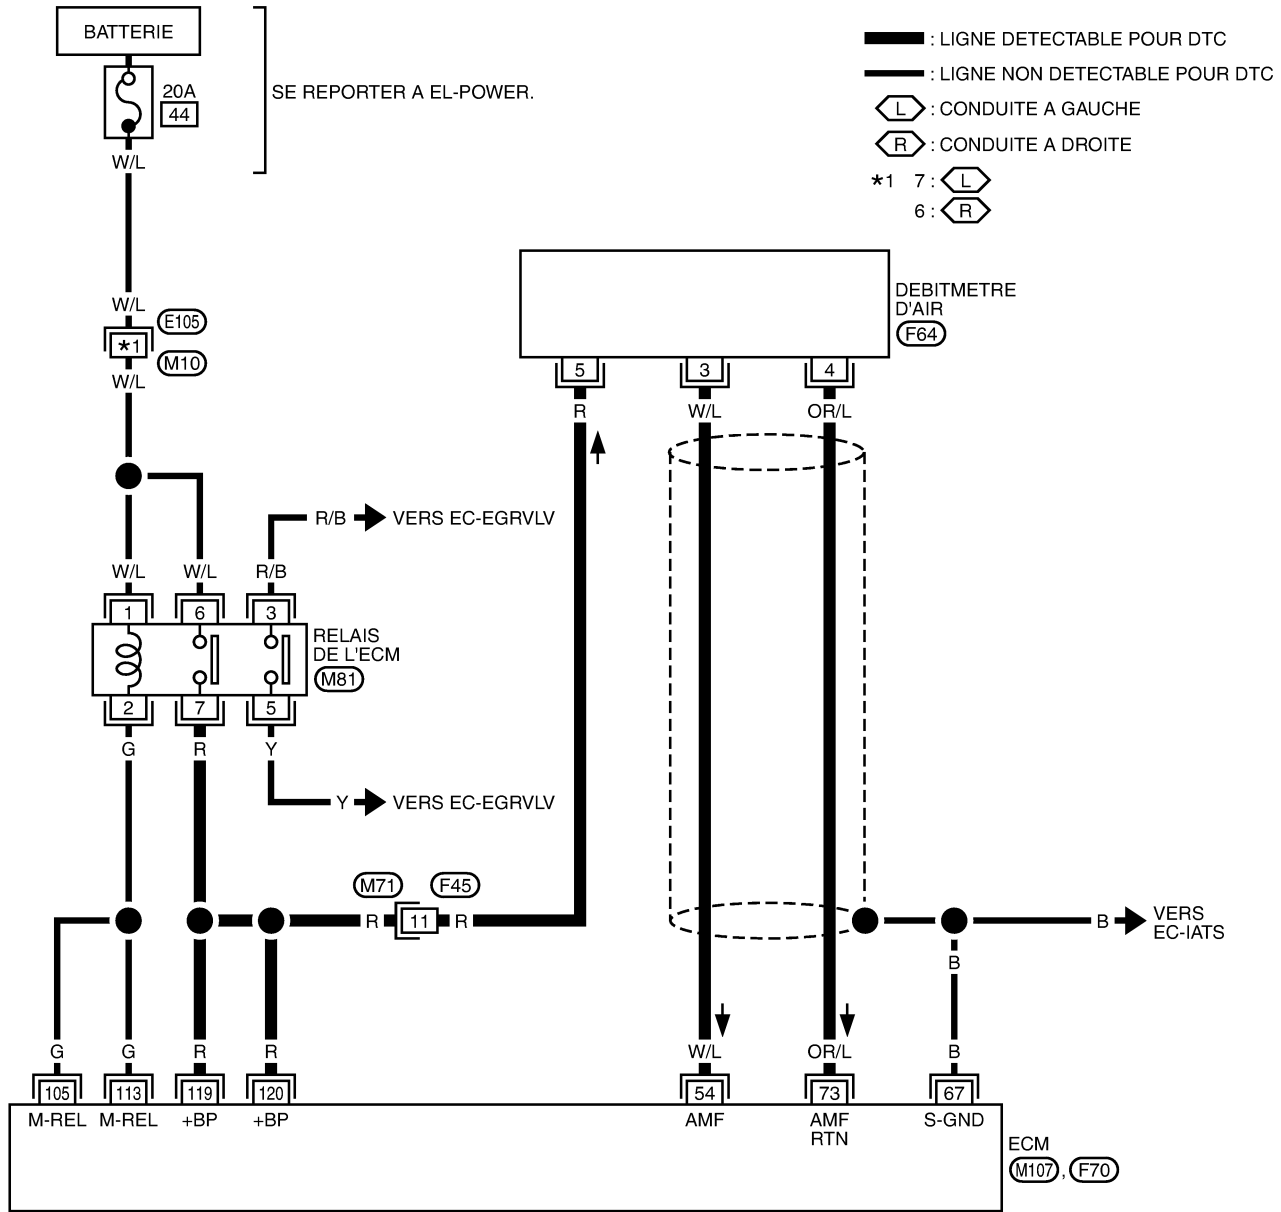 BATTERIE
20A
44
SE REPORTER A EL-POWER.
: LIGNE DETECTABLE POUR DTC
: LIGNE NON DETECTABLE POUR DTC
L : CONDUITE A GAUCHE
R : CONDUITE A DROITE
*1 7 : L
6 : R
W/L
W/L
E105
*1
M10
W/L
DEBITMETRE
D'AIR
F64
5 3 4
R W/L OR/L
R/B VERS EC-EGRVLV
W/L W/L R/B
1 6 3
RELAIS
DE L'ECM
M81
2 7 5
G R Y
Y VERS EC-EGRVLV
M71 F45
R 11 R
B VERS
EC-IATS
B
G G R R W/L OR/L B
105 113 119 120 54 73 67
M-REL M-REL +BP +BP AMF AMF
RTN S-GND
ECM
M107 , F70